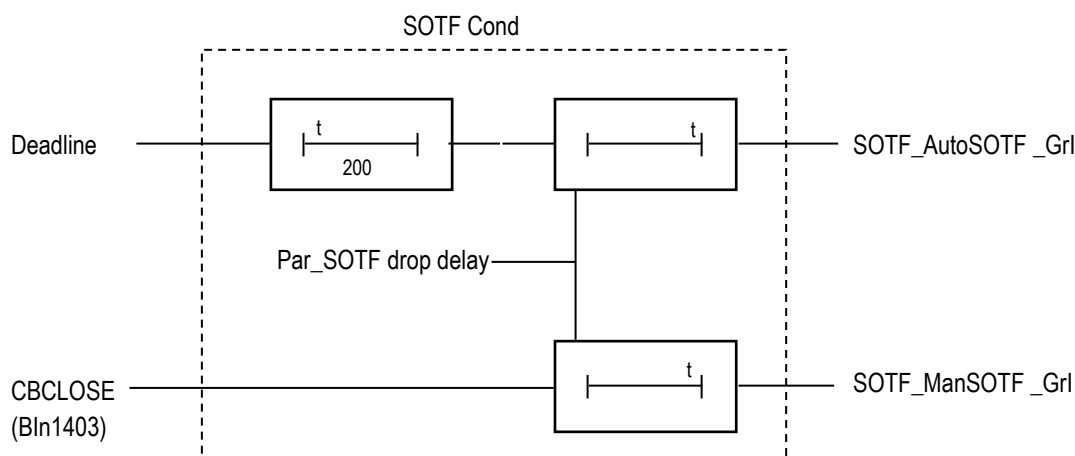 SOTF Cond
Deadline
t
200
t
SOTF_AutoSOTF _GrI
Par_SOTF drop delay
CBCLOSE
(BIn1403)
t
SOTF_ManSOTF _GrI